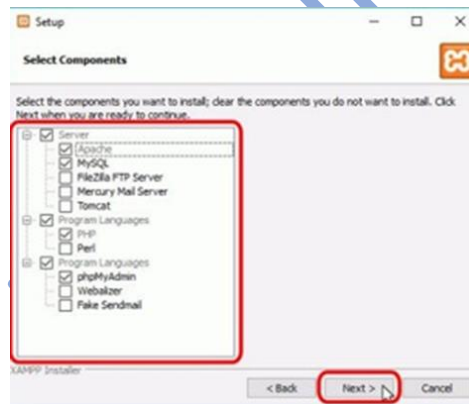 Setup
Select Components
Select the components you want to install; clear the components you do not want to install. Click
Next when you are ready to continue.
Server
Apache
MySQL
FileZilla FTP Server
Mercury Mail Server
Tomcat
Program Languages
PHP
Perl
Program Languages
phpMyAdmin
Webalizer
Fake Sendmail
XAMPP Installer
< Back Next > Cancel